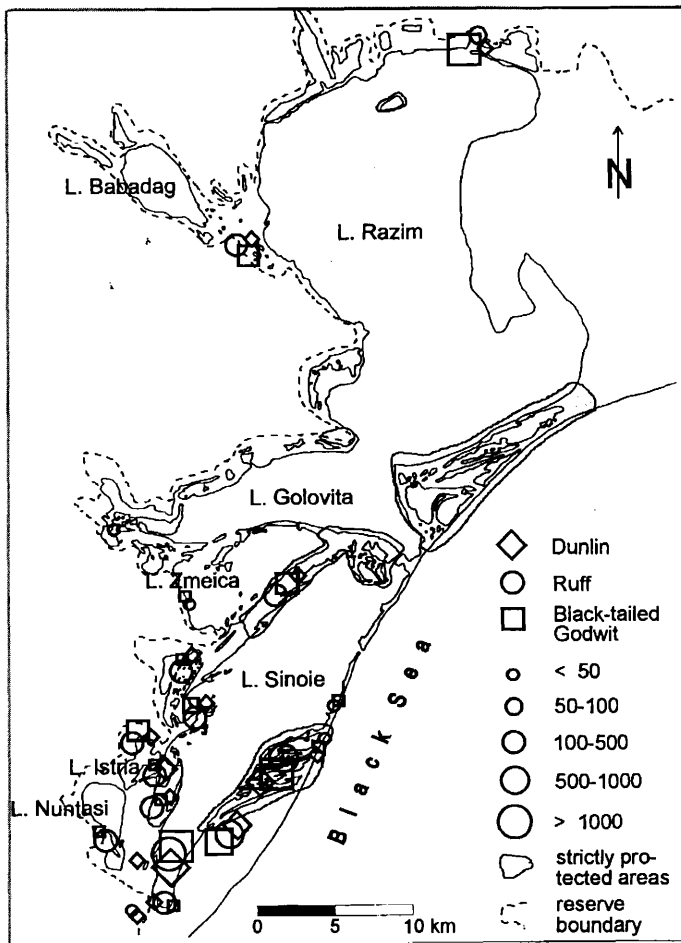 L. Babadag
L. Razim
N
L. Golovita
L. Zmeica
L. Sinoie
L. Istria
L. Nuntasi
Black Sea
Dunlin
Ruff
Black-tailed
Godwit
< 50
50-100
100-500
500-1000
> 1000
strictly pro-
tected areas
reserve
boundary
0 5 10 km